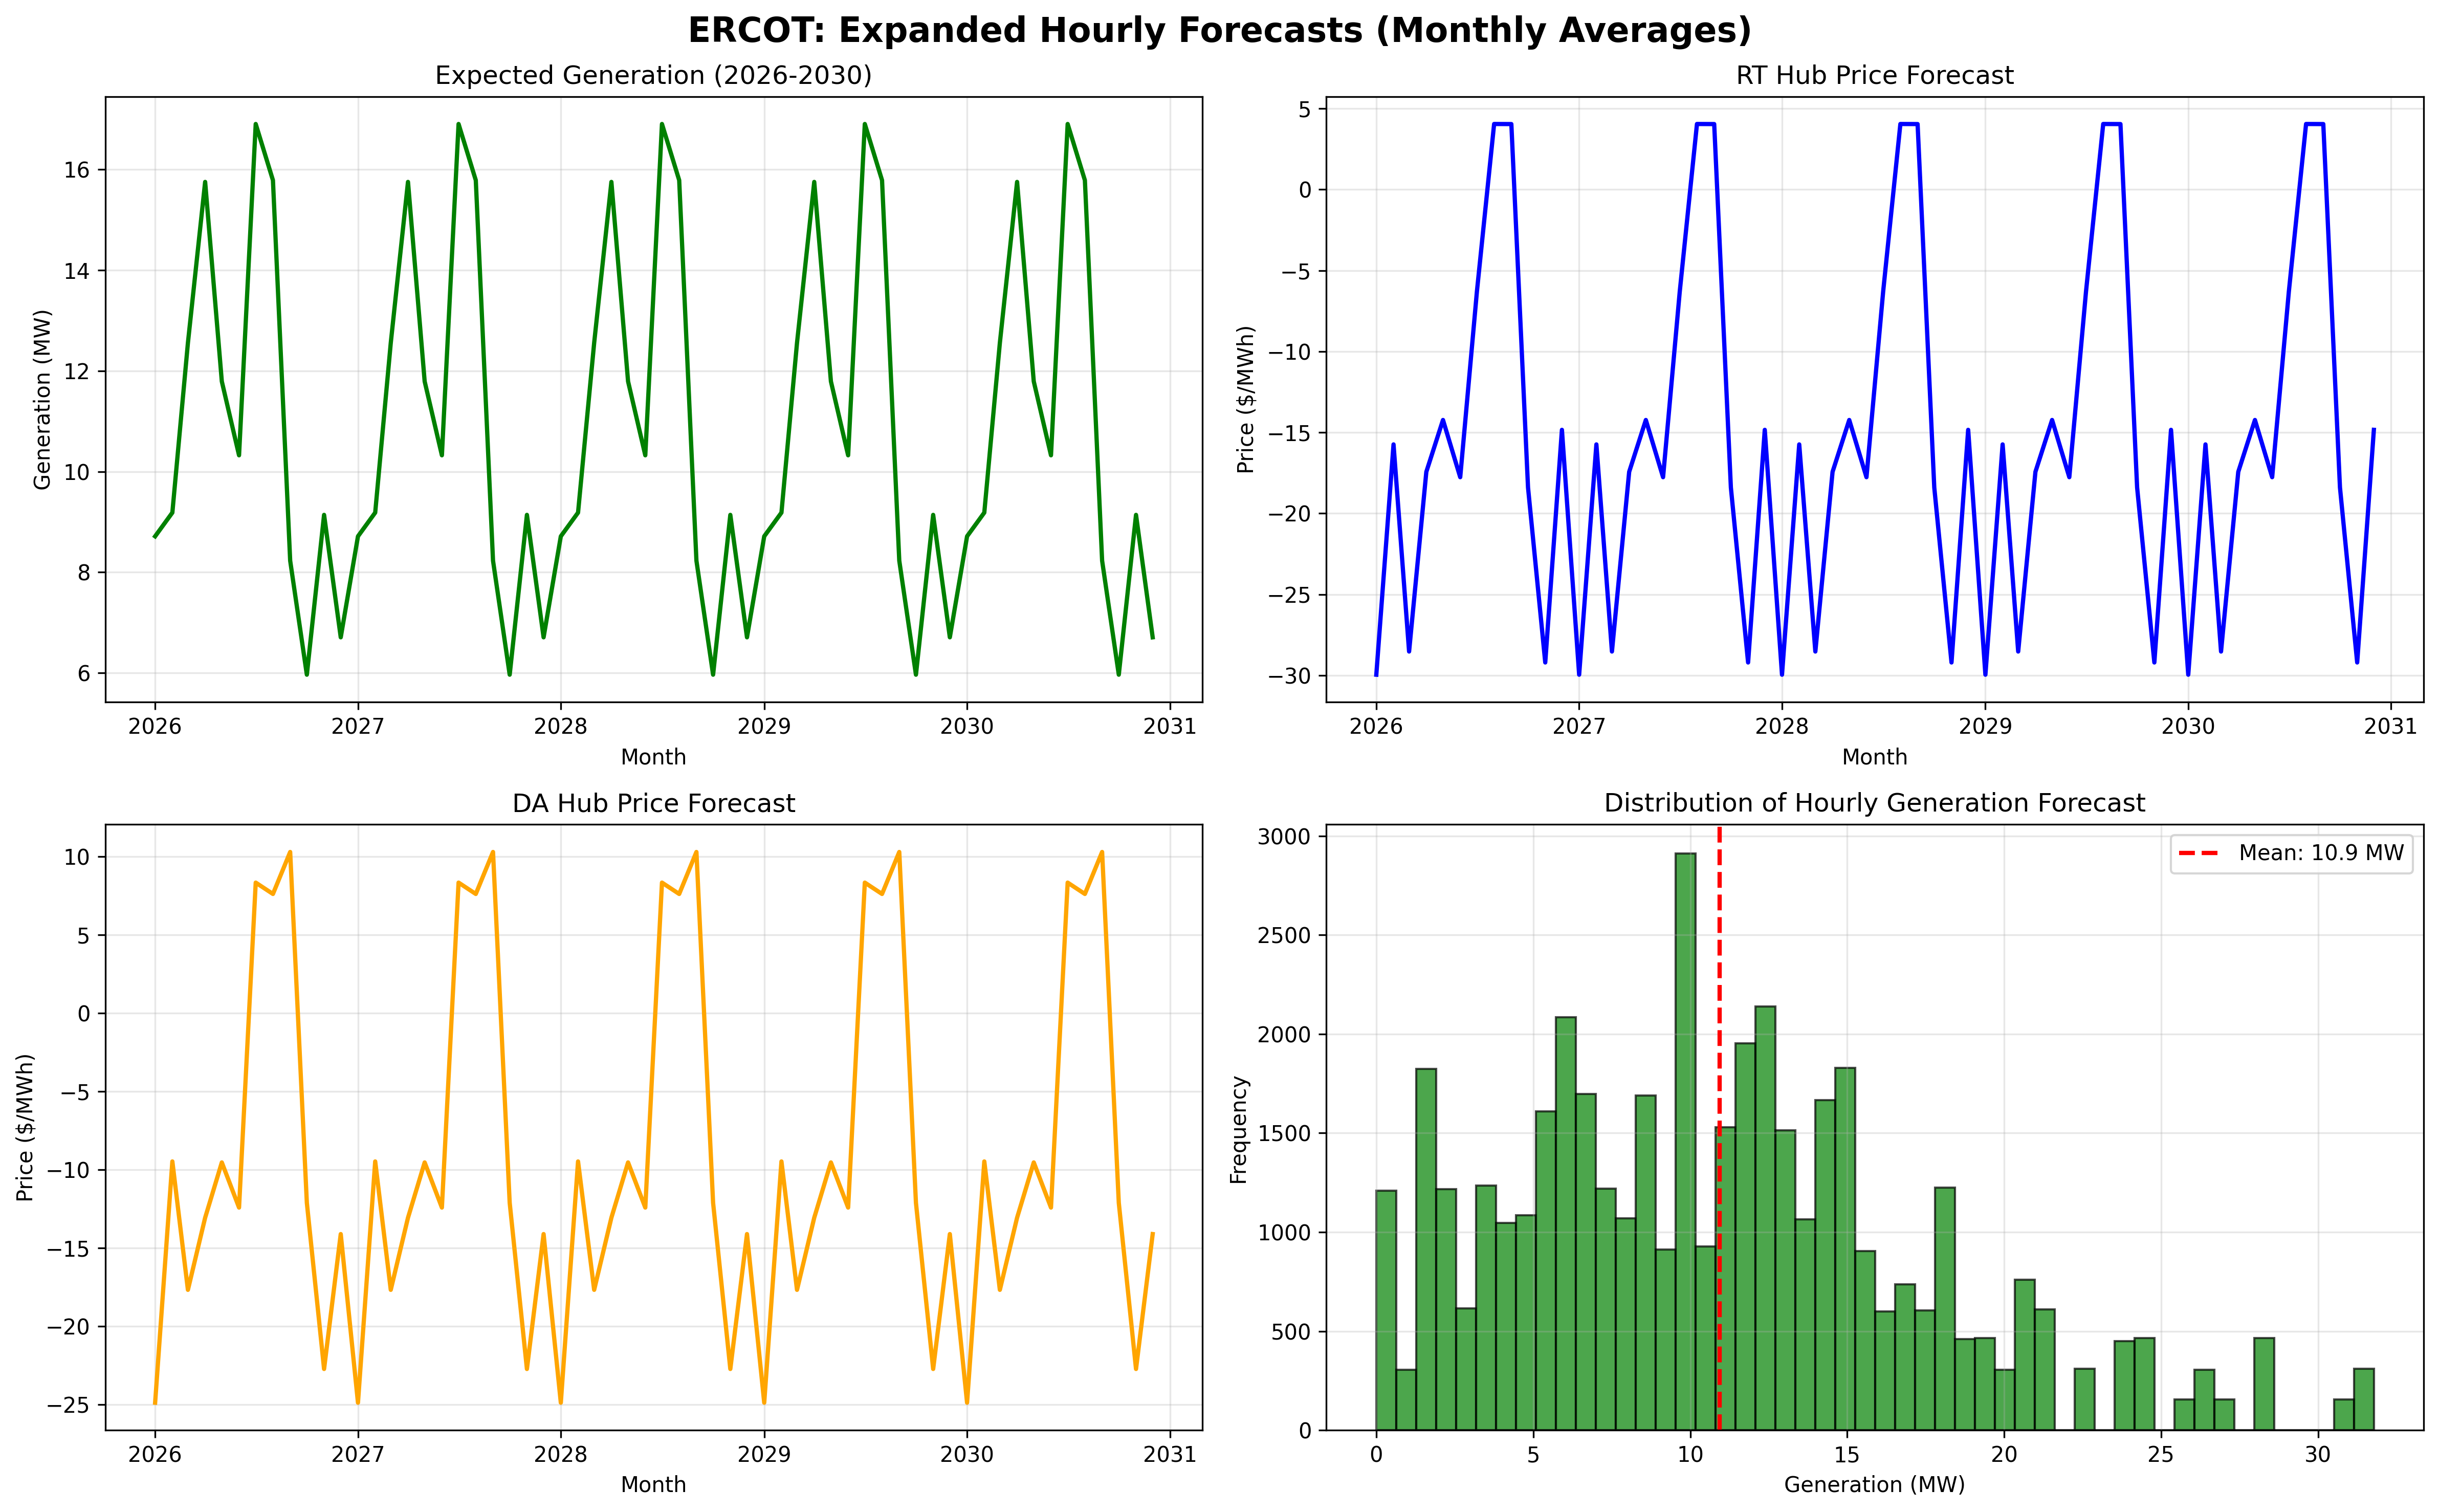 ERCOT: Expanded Hourly Forecasts (Monthly Averages)
Expected Generation (2026-2030)
Generation (MW)
16
14
12
10
8
6
2026 2027 2028 2029 2030 2031
Month
RT Hub Price Forecast
Price ($/MWh)
5
0
−5
−10
−15
−20
−25
−30
2026 2027 2028 2029 2030 2031
Month
DA Hub Price Forecast
Price ($/MWh)
10
5
0
−5
−10
−15
−20
−25
2026 2027 2028 2029 2030 2031
Month
Distribution of Hourly Generation Forecast
Mean: 10.9 MW
Frequency
3000
2500
2000
1500
1000
500
0
0 5 10 15 20 25 30
Generation (MW)